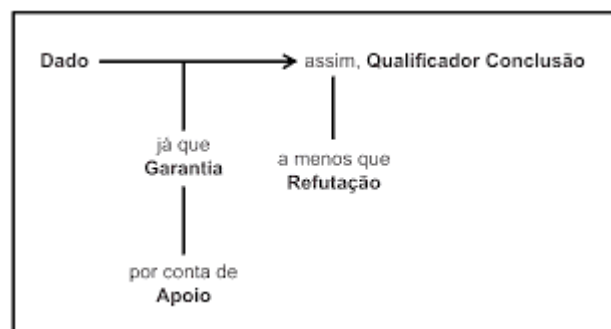 Dado assim, Qualificador Conclusão
já que
Garantia
a menos que
Refutação
por conta de
Apoio